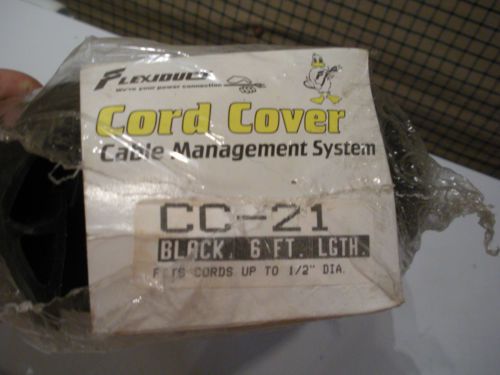 FLEXIDUCT
We're your power connection
Cord Cover
Cable Management System
CC-21
BLACK, 6 FT. LGTH.
FITS CORDS UP TO 1/2" DIA.